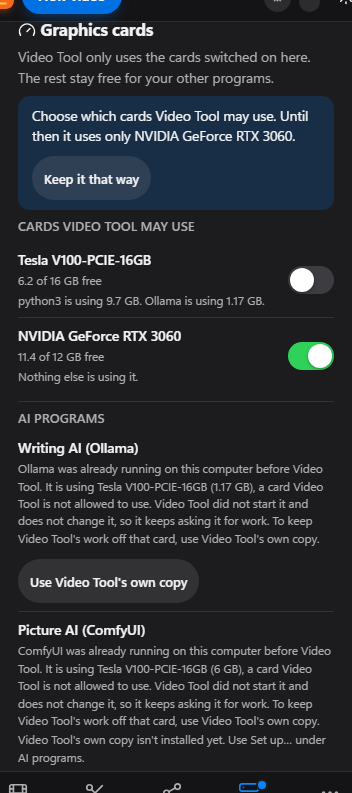 Graphics cards
Video Tool only uses the cards switched on here.
The rest stay free for your other programs.
Choose which cards Video Tool may use. Until
then it uses only NVIDIA GeForce RTX 3060.
Keep it that way
CARDS VIDEO TOOL MAY USE
Tesla V100-PCIE-16GB
6.2 of 16 GB free
python3 is using 9.7 GB. Ollama is using 1.17 GB.
NVIDIA GeForce RTX 3060
11.4 of 12 GB free
Nothing else is using it.
AI PROGRAMS
Writing AI (Ollama)
Ollama was already running on this computer before Video
Tool. It is using Tesla V100-PCIE-16GB (1.17 GB), a card Video
Tool is not allowed to use. Video Tool did not start it and
does not change it, so it keeps asking it for work. To keep
Video Tool's work off that card, use Video Tool's own copy.
Use Video Tool's own copy
Picture AI (ComfyUI)
ComfyUI was already running on this computer before Video
Tool. It is using Tesla V100-PCIE-16GB (6 GB), a card Video
Tool is not allowed to use. Video Tool did not start it and
does not change it, so it keeps asking it for work. To keep
Video Tool's work off that card, use Video Tool's own copy.
Video Tool's own copy isn't installed yet. Use Set up... under
AI programs.